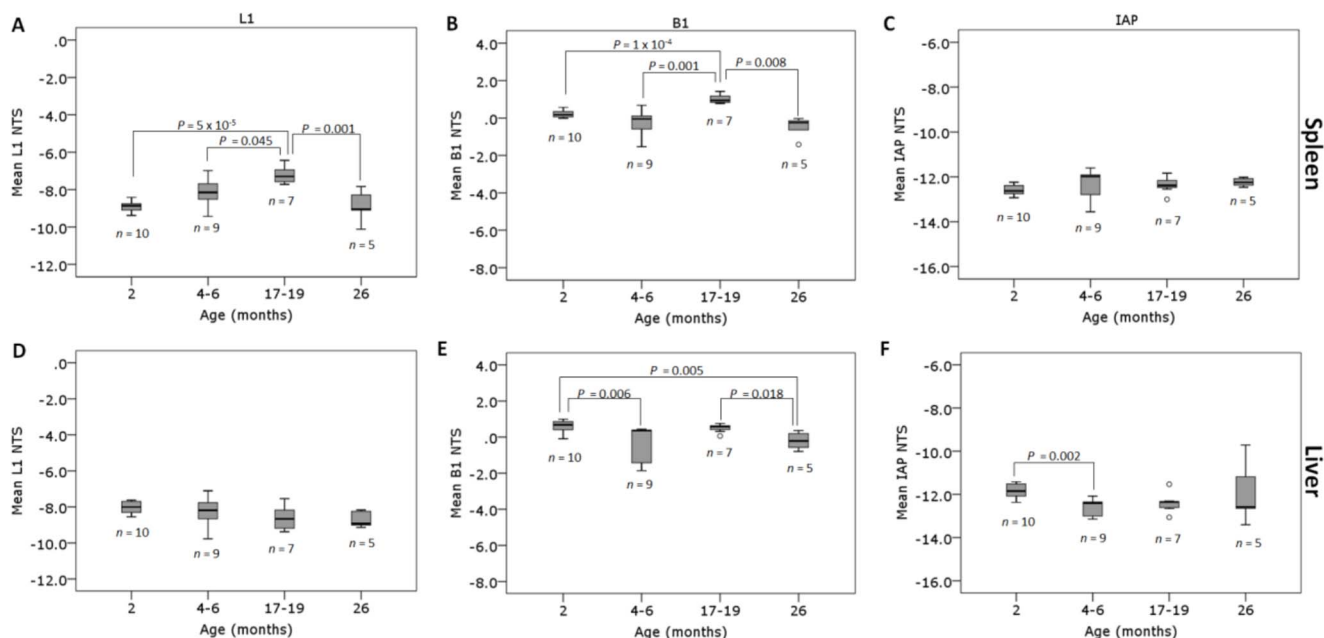 A
L1
Mean L1 NTS
.0
-2.0
-4.0
-6.0
-8.0
-10.0
-12.0
P = 5 x 10-5
P = 0.001
P = 0.045
n = 10
n = 9
n = 7
n = 5
2
4-6
17-19
26
Age (months)
B
B1
Mean B1 NTS
4.0
2.0
.0
-2.0
-4.0
-6.0
-8.0
P = 1 x 10-4
P = 0.001
P = 0.008
n = 10
n = 9
n = 7
n = 5
2
4-6
17-19
26
Age (months)
C
IAP
Mean IAP NTS
-6.0
-8.0
-10.0
-12.0
-14.0
-16.0
n = 10
n = 9
n = 7
n = 5
2
4-6
17-19
26
Age (months)
Spleen
D
Mean L1 NTS
.0
-2.0
-4.0
-6.0
-8.0
-10.0
-12.0
n = 10
n = 9
n = 7
n = 5
2
4-6
17-19
26
Age (months)
E
Mean B1 NTS
4.0
2.0
.0
-2.0
-4.0
-6.0
-8.0
P = 0.005
P = 0.006
P = 0.018
n = 10
n = 9
n = 7
n = 5
2
4-6
17-19
26
Age (months)
F
Mean IAP NTS
-6.0
-8.0
-10.0
-12.0
-14.0
-16.0
P = 0.002
n = 10
n = 9
n = 7
n = 5
2
4-6
17-19
26
Age (months)
Liver